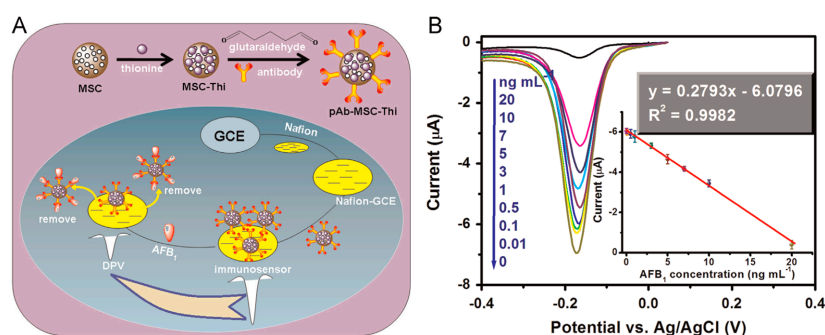 A
thionine
glutaraldehyde
antibody
MSC
MSC-Thi
pAb-MSC-Thi
GCE
Nafion
Nafion-GCE
remove
remove
AFB1
DPV
immunosensor
B
Current (μA)
0
-2
-4
-6
-8
ng mL-1
20
10
7
5
3
1
0.5
0.1
0.01
0
y = 0.2793x - 6.0796
R2 = 0.9982
Current (μA)
-6
-4
-2
0
0 5 10 15 20
AFB1 concentration (ng mL-1)
-0.4 -0.2 0.0 0.2 0.4
Potential vs. Ag/AgCl (V)